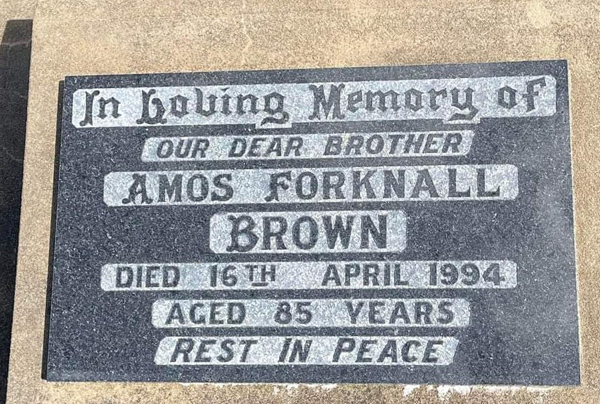 In Loving Memory of
OUR DEAR BROTHER
AMOS FORKNALL
BROWN
DIED 16TH APRIL 1994
AGED 85 YEARS
REST IN PEACE